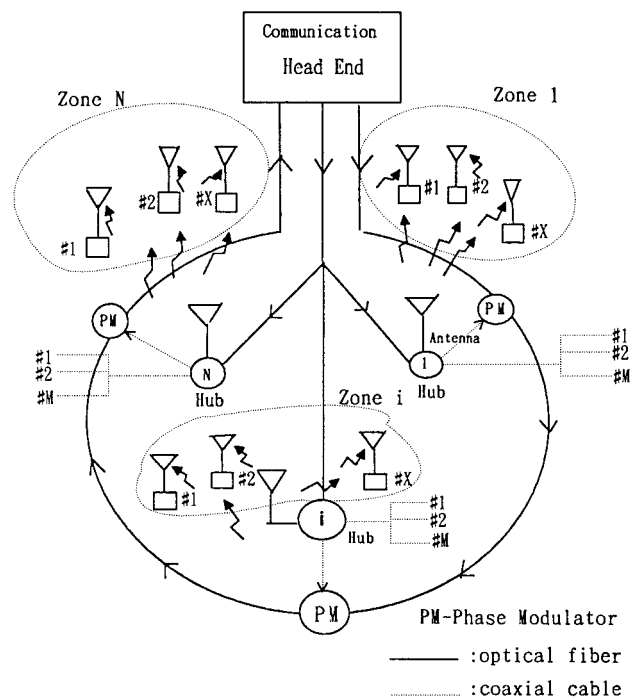 Communication
Head End
Zone N
Zone 1
#1
#2
#X
#1
#2
#X
PM
PM
Antenna
N
Hub
1
Hub
#1
#2
#M
#1
#2
#M
Zone i
#1
#2
#X
i
Hub
#1
#2
#M
PM
PM-Phase Modulator
:optical fiber
:coaxial cable